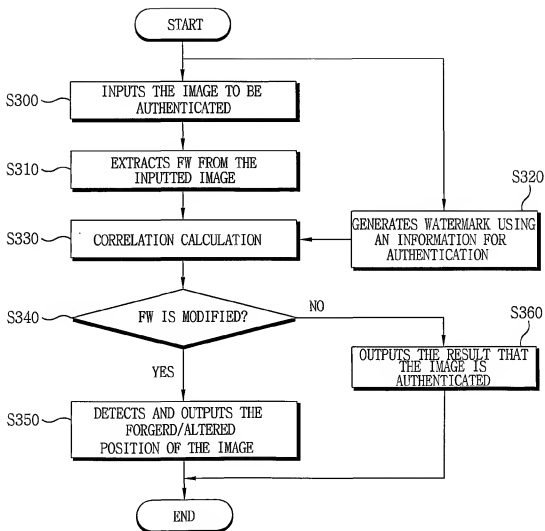 START
S300
INPUTS THE IMAGE TO BE
AUTHENTICATED
S310
EXTRACTS FW FROM THE
INPUTTED IMAGE
S320
GENERATES WATERMARK USING
AN INFORMATION FOR
AUTHENTICATION
S330
CORRELATION CALCULATION
S340
FW IS MODIFIED?
NO
YES
S360
OUTPUTS THE RESULT THAT
THE IMAGE IS
AUTHENTICATED
S350
DETECTS AND OUTPUTS THE
FORGERD/ALTERED
POSITION OF THE IMAGE
END